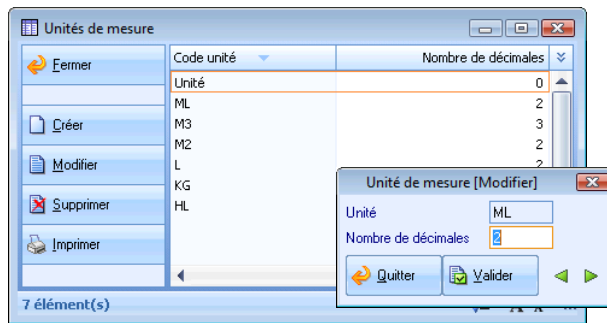 Unités de mesure
Fermer
Créer
Modifier
Supprimer
Imprimer
Code unité Nombre de décimales
Unité 0
ML 2
M3 3
M2 2
L 2
KG
HL
7 élément(s)
Unité de mesure [Modifier]
Unité ML
Nombre de décimales 2
Quitter Valider